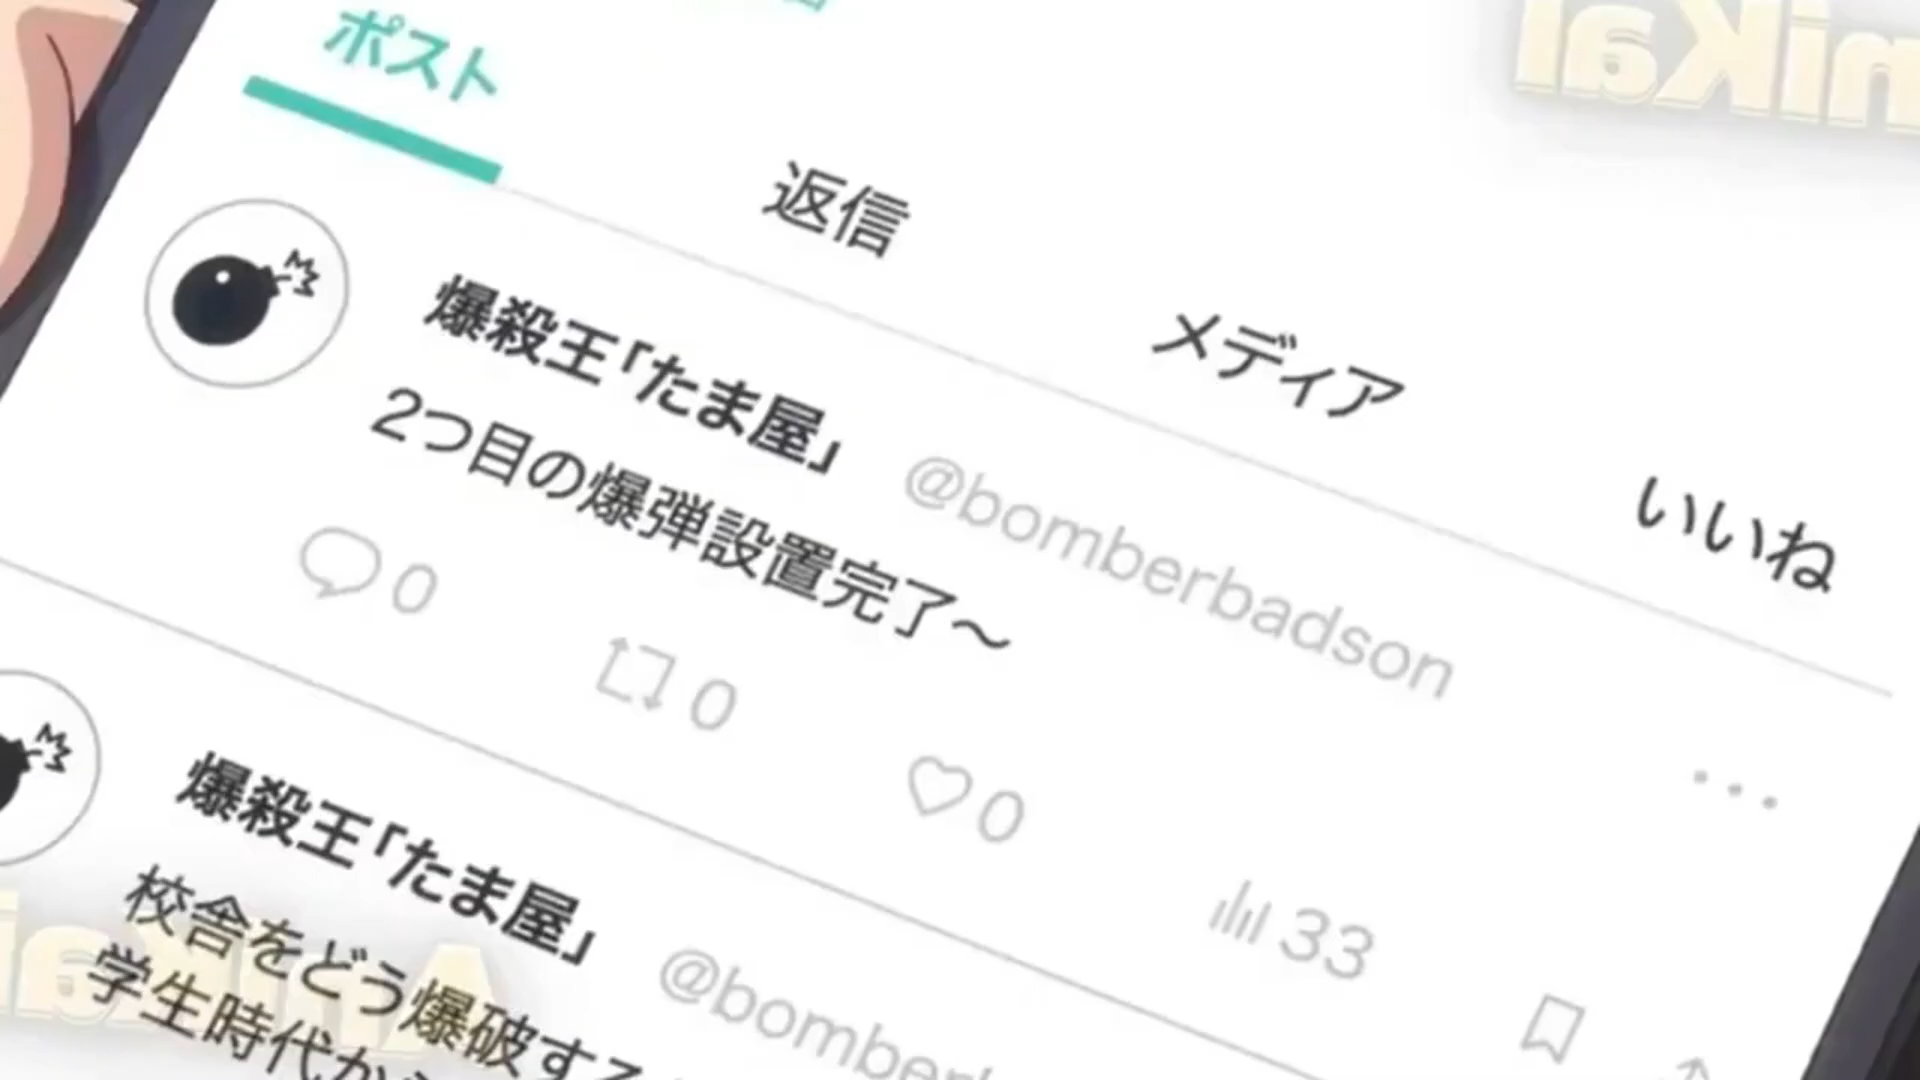 ポスト
返信
メディア
いいね
爆殺王「たま屋」 @bomberbadson
2つ目の爆弾設置完了〜
0
0
0
33
爆殺王「たま屋」 @bomber
校舎をどう爆破する
学生時代か